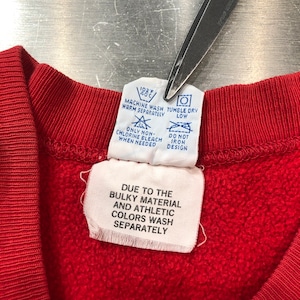 MACHINE WASH
WARM SEPARATELY
TUMBLE DRY
LOW
ONLY NON-
CHLORINE BLEACH
WHEN NEEDED
DO NOT
IRON
DESIGN
DUE TO THE
BULKY MATERIAL
AND ATHLETIC
COLORS WASH
SEPARATELY